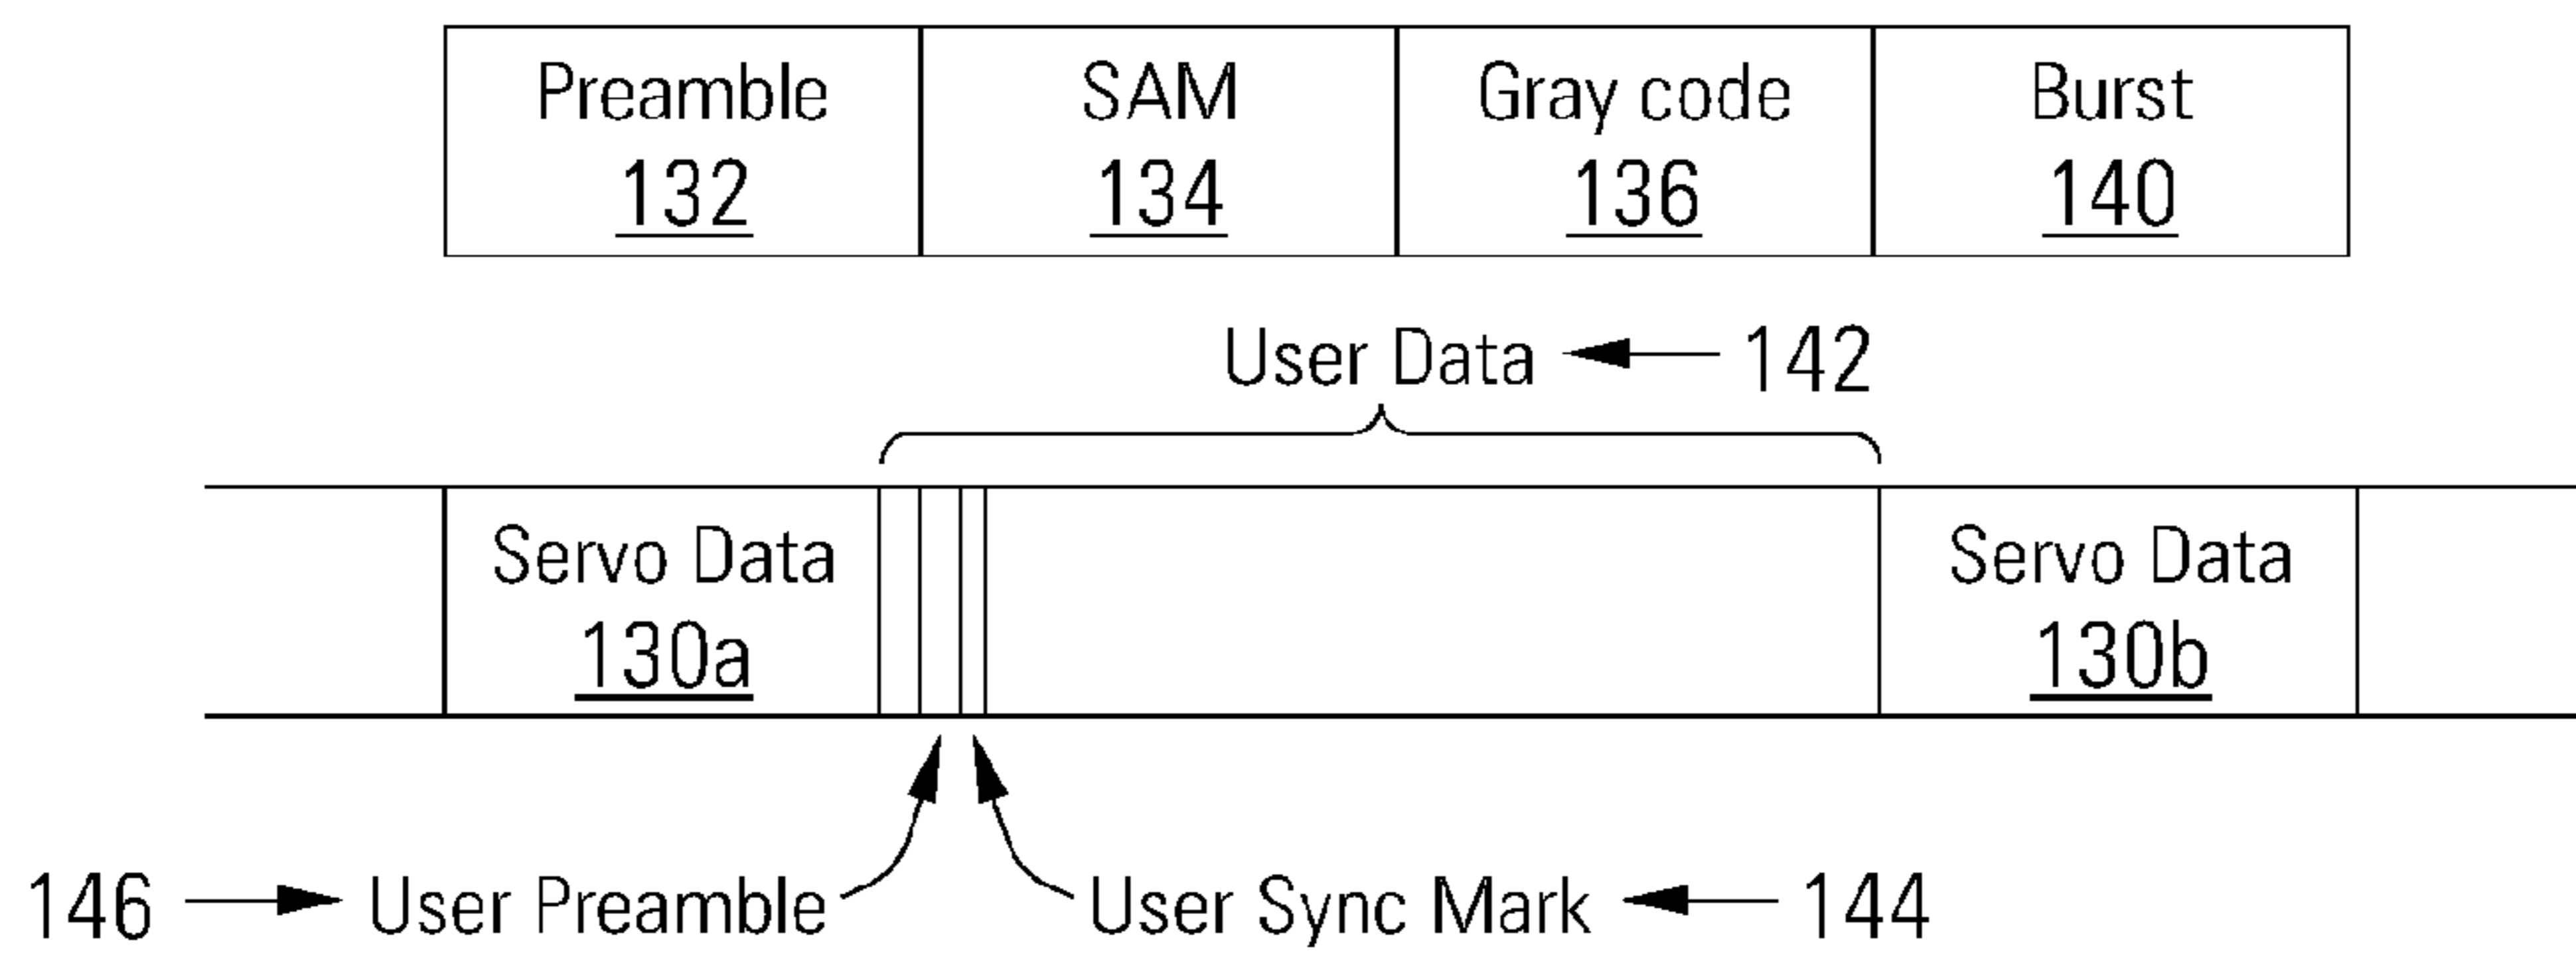 Preamble SAM Gray code Burst
132 134 136 140
User Data 142
Servo Data Servo Data
130a 130b
146 User Preamble User Sync Mark 144